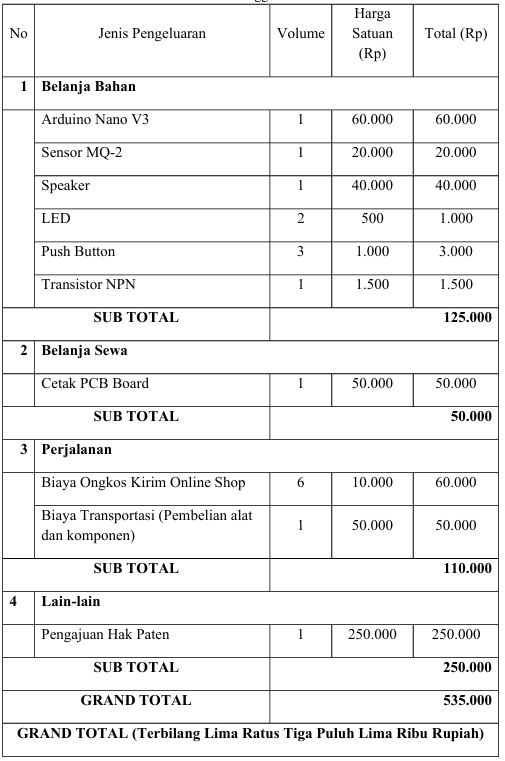 No Jenis Pengeluaran Volume Harga Satuan (Rp) Total (Rp)
1 Belanja Bahan
Arduino Nano V3 1 60.000 60.000
Sensor MQ-2 1 20.000 20.000
Speaker 1 40.000 40.000
LED 2 500 1.000
Push Button 3 1.000 3.000
Transistor NPN 1 1.500 1.500
SUB TOTAL 125.000
2 Belanja Sewa
Cetak PCB Board 1 50.000 50.000
SUB TOTAL 50.000
3 Perjalanan
Biaya Ongkos Kirim Online Shop 6 10.000 60.000
Biaya Transportasi (Pembelian alat
dan komponen) 1 50.000 50.000
SUB TOTAL 110.000
4 Lain-lain
Pengajuan Hak Paten 1 250.000 250.000
SUB TOTAL 250.000
GRAND TOTAL 535.000
GRAND TOTAL (Terbilang Lima Ratus Tiga Puluh Lima Ribu Rupiah)